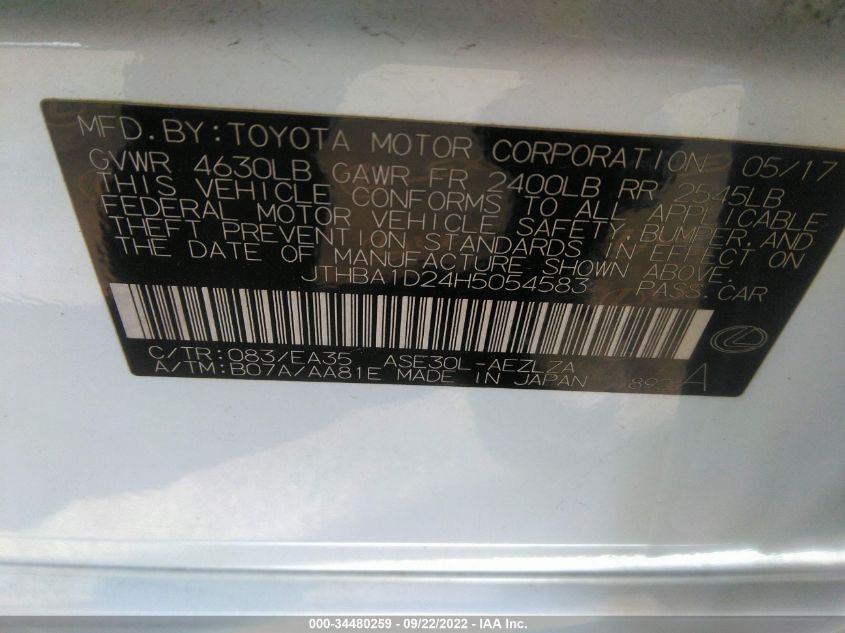 MFD.BY:TOYOTA MOTOR CORPORATION 05/17
GVWR 4630LB GAWR FR 2400LB RR 2545LB
THIS VEHICLE CONFORMS TO ALL APPLICABLE
FEDERAL MOTOR VEHICLE SAFETY,BUMPER,AND
THEFT PREVENTION STANDARDS IN EFFECT ON
THE DATE OF MANUFACTURE SHOWN ABOVE.
JTHBA1D24H5054583 PASS.CAR
C/TR:083/EA35 ASE30L-AEZLZA
A/TM:B07A/AA81E MADE IN JAPAN A
000-34480259 - 09/22/2022 - IAA Inc.